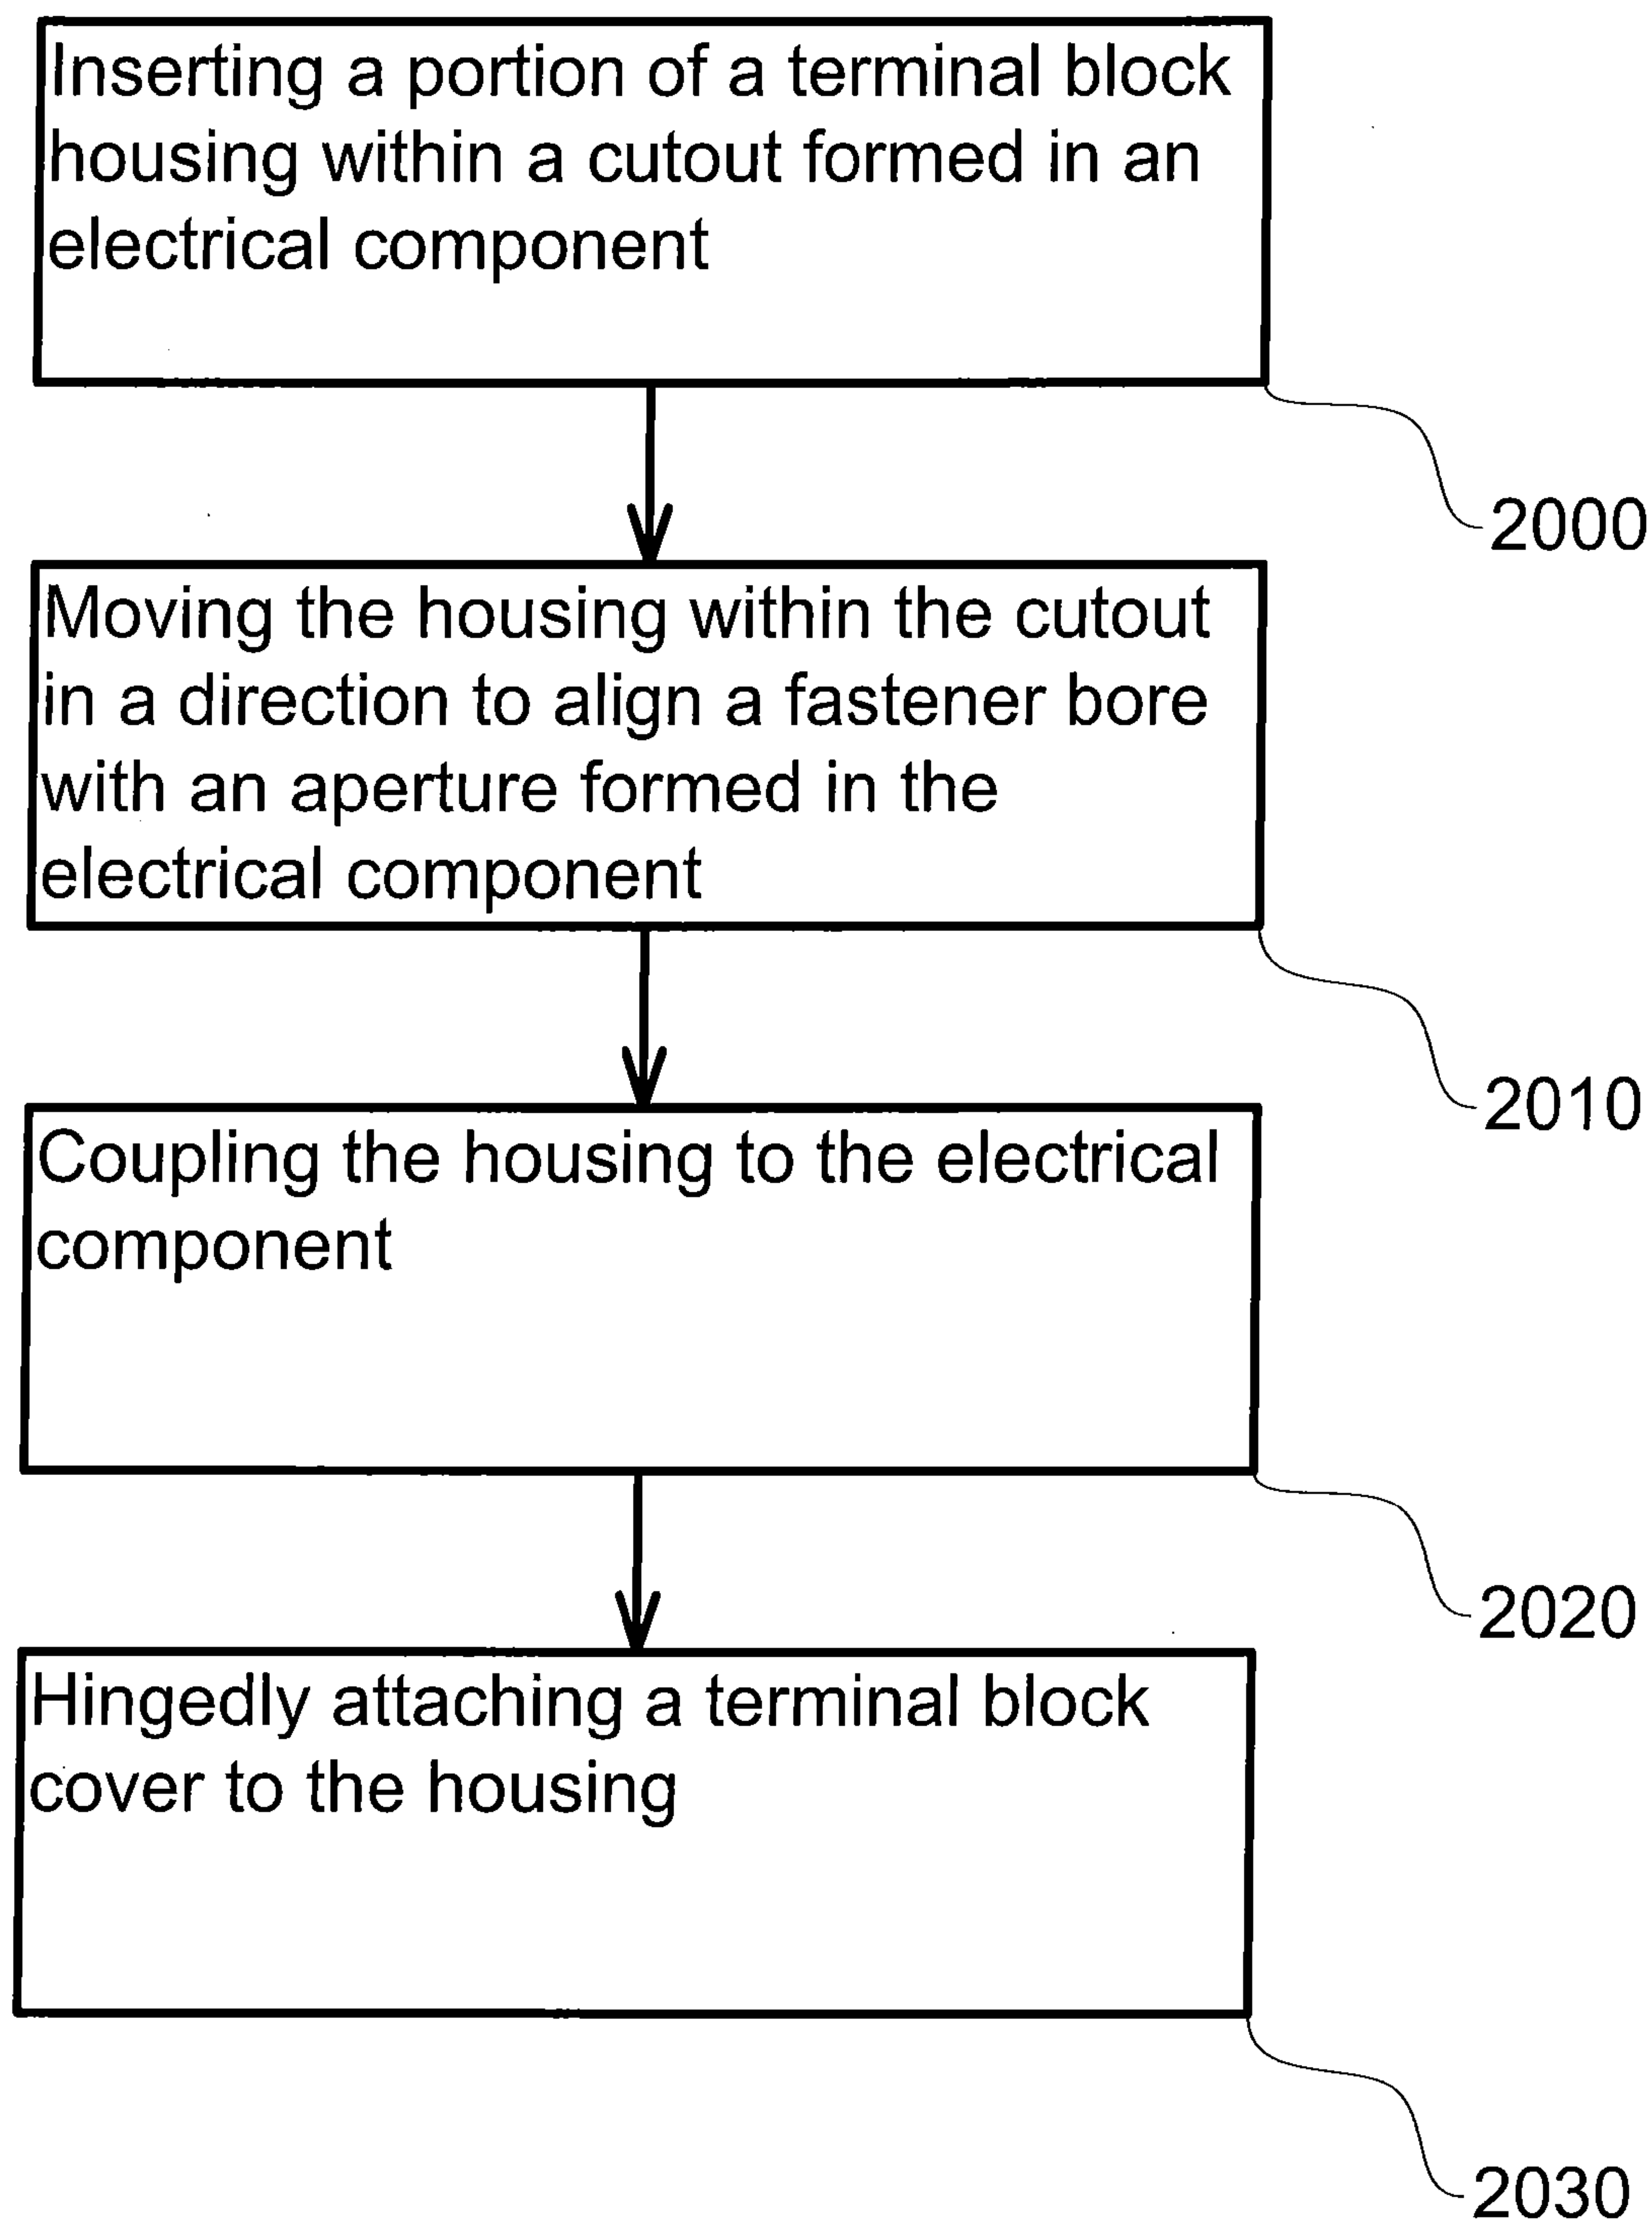 Inserting a portion of a terminal block
housing within a cutout formed in an
electrical component
2000
Moving the housing within the cutout
in a direction to align a fastener bore
with an aperture formed in the
electrical component
2010
Coupling the housing to the electrical
component
2020
Hingedly attaching a terminal block
cover to the housing
2030